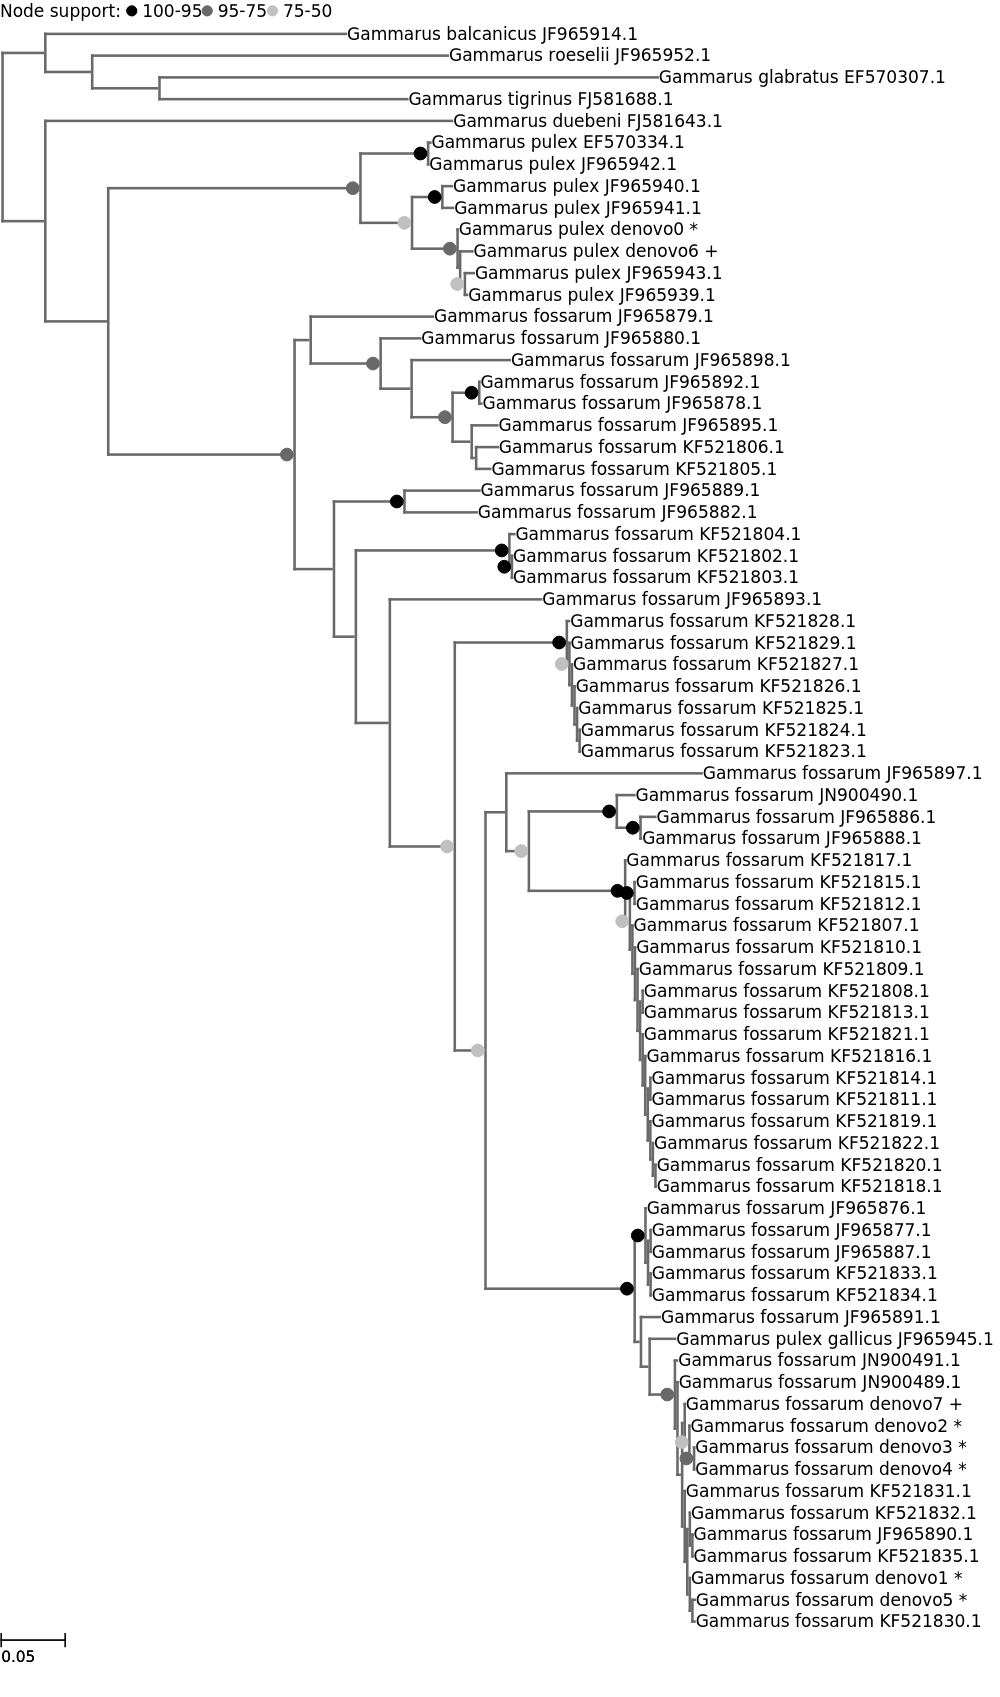 Node support: 100-95 95-75 75-50
Gammarus balcanicus JF965914.1
Gammarus roeselii JF965952.1
Gammarus glabratus EF570307.1
Gammarus tigrinus FJ581688.1
Gammarus duebeni FJ581643.1
Gammarus pulex EF570334.1
Gammarus pulex JF965942.1
Gammarus pulex JF965940.1
Gammarus pulex JF965941.1
Gammarus pulex denovo0 *
Gammarus pulex denovo6 +
Gammarus pulex JF965943.1
Gammarus pulex JF965939.1
Gammarus fossarum JF965879.1
Gammarus fossarum JF965880.1
Gammarus fossarum JF965898.1
Gammarus fossarum JF965892.1
Gammarus fossarum JF965878.1
Gammarus fossarum JF965895.1
Gammarus fossarum KF521806.1
Gammarus fossarum KF521805.1
Gammarus fossarum JF965889.1
Gammarus fossarum JF965882.1
Gammarus fossarum KF521804.1
Gammarus fossarum KF521802.1
Gammarus fossarum KF521803.1
Gammarus fossarum JF965893.1
Gammarus fossarum KF521828.1
Gammarus fossarum KF521829.1
Gammarus fossarum KF521827.1
Gammarus fossarum KF521826.1
Gammarus fossarum KF521825.1
Gammarus fossarum KF521824.1
Gammarus fossarum KF521823.1
Gammarus fossarum JF965897.1
Gammarus fossarum JN900490.1
Gammarus fossarum JF965886.1
Gammarus fossarum JF965888.1
Gammarus fossarum KF521817.1
Gammarus fossarum KF521815.1
Gammarus fossarum KF521812.1
Gammarus fossarum KF521807.1
Gammarus fossarum KF521810.1
Gammarus fossarum KF521809.1
Gammarus fossarum KF521808.1
Gammarus fossarum KF521813.1
Gammarus fossarum KF521821.1
Gammarus fossarum KF521816.1
Gammarus fossarum KF521814.1
Gammarus fossarum KF521811.1
Gammarus fossarum KF521819.1
Gammarus fossarum KF521822.1
Gammarus fossarum KF521820.1
Gammarus fossarum KF521818.1
Gammarus fossarum JF965876.1
Gammarus fossarum JF965877.1
Gammarus fossarum JF965887.1
Gammarus fossarum KF521833.1
Gammarus fossarum KF521834.1
Gammarus fossarum JF965891.1
Gammarus pulex gallicus JF965945.1
Gammarus fossarum JN900491.1
Gammarus fossarum JN900489.1
Gammarus fossarum denovo7 +
Gammarus fossarum denovo2 *
Gammarus fossarum denovo3 *
Gammarus fossarum denovo4 *
Gammarus fossarum KF521831.1
Gammarus fossarum KF521832.1
Gammarus fossarum JF965890.1
Gammarus fossarum KF521835.1
Gammarus fossarum denovo1 *
Gammarus fossarum denovo5 *
Gammarus fossarum KF521830.1
0.05